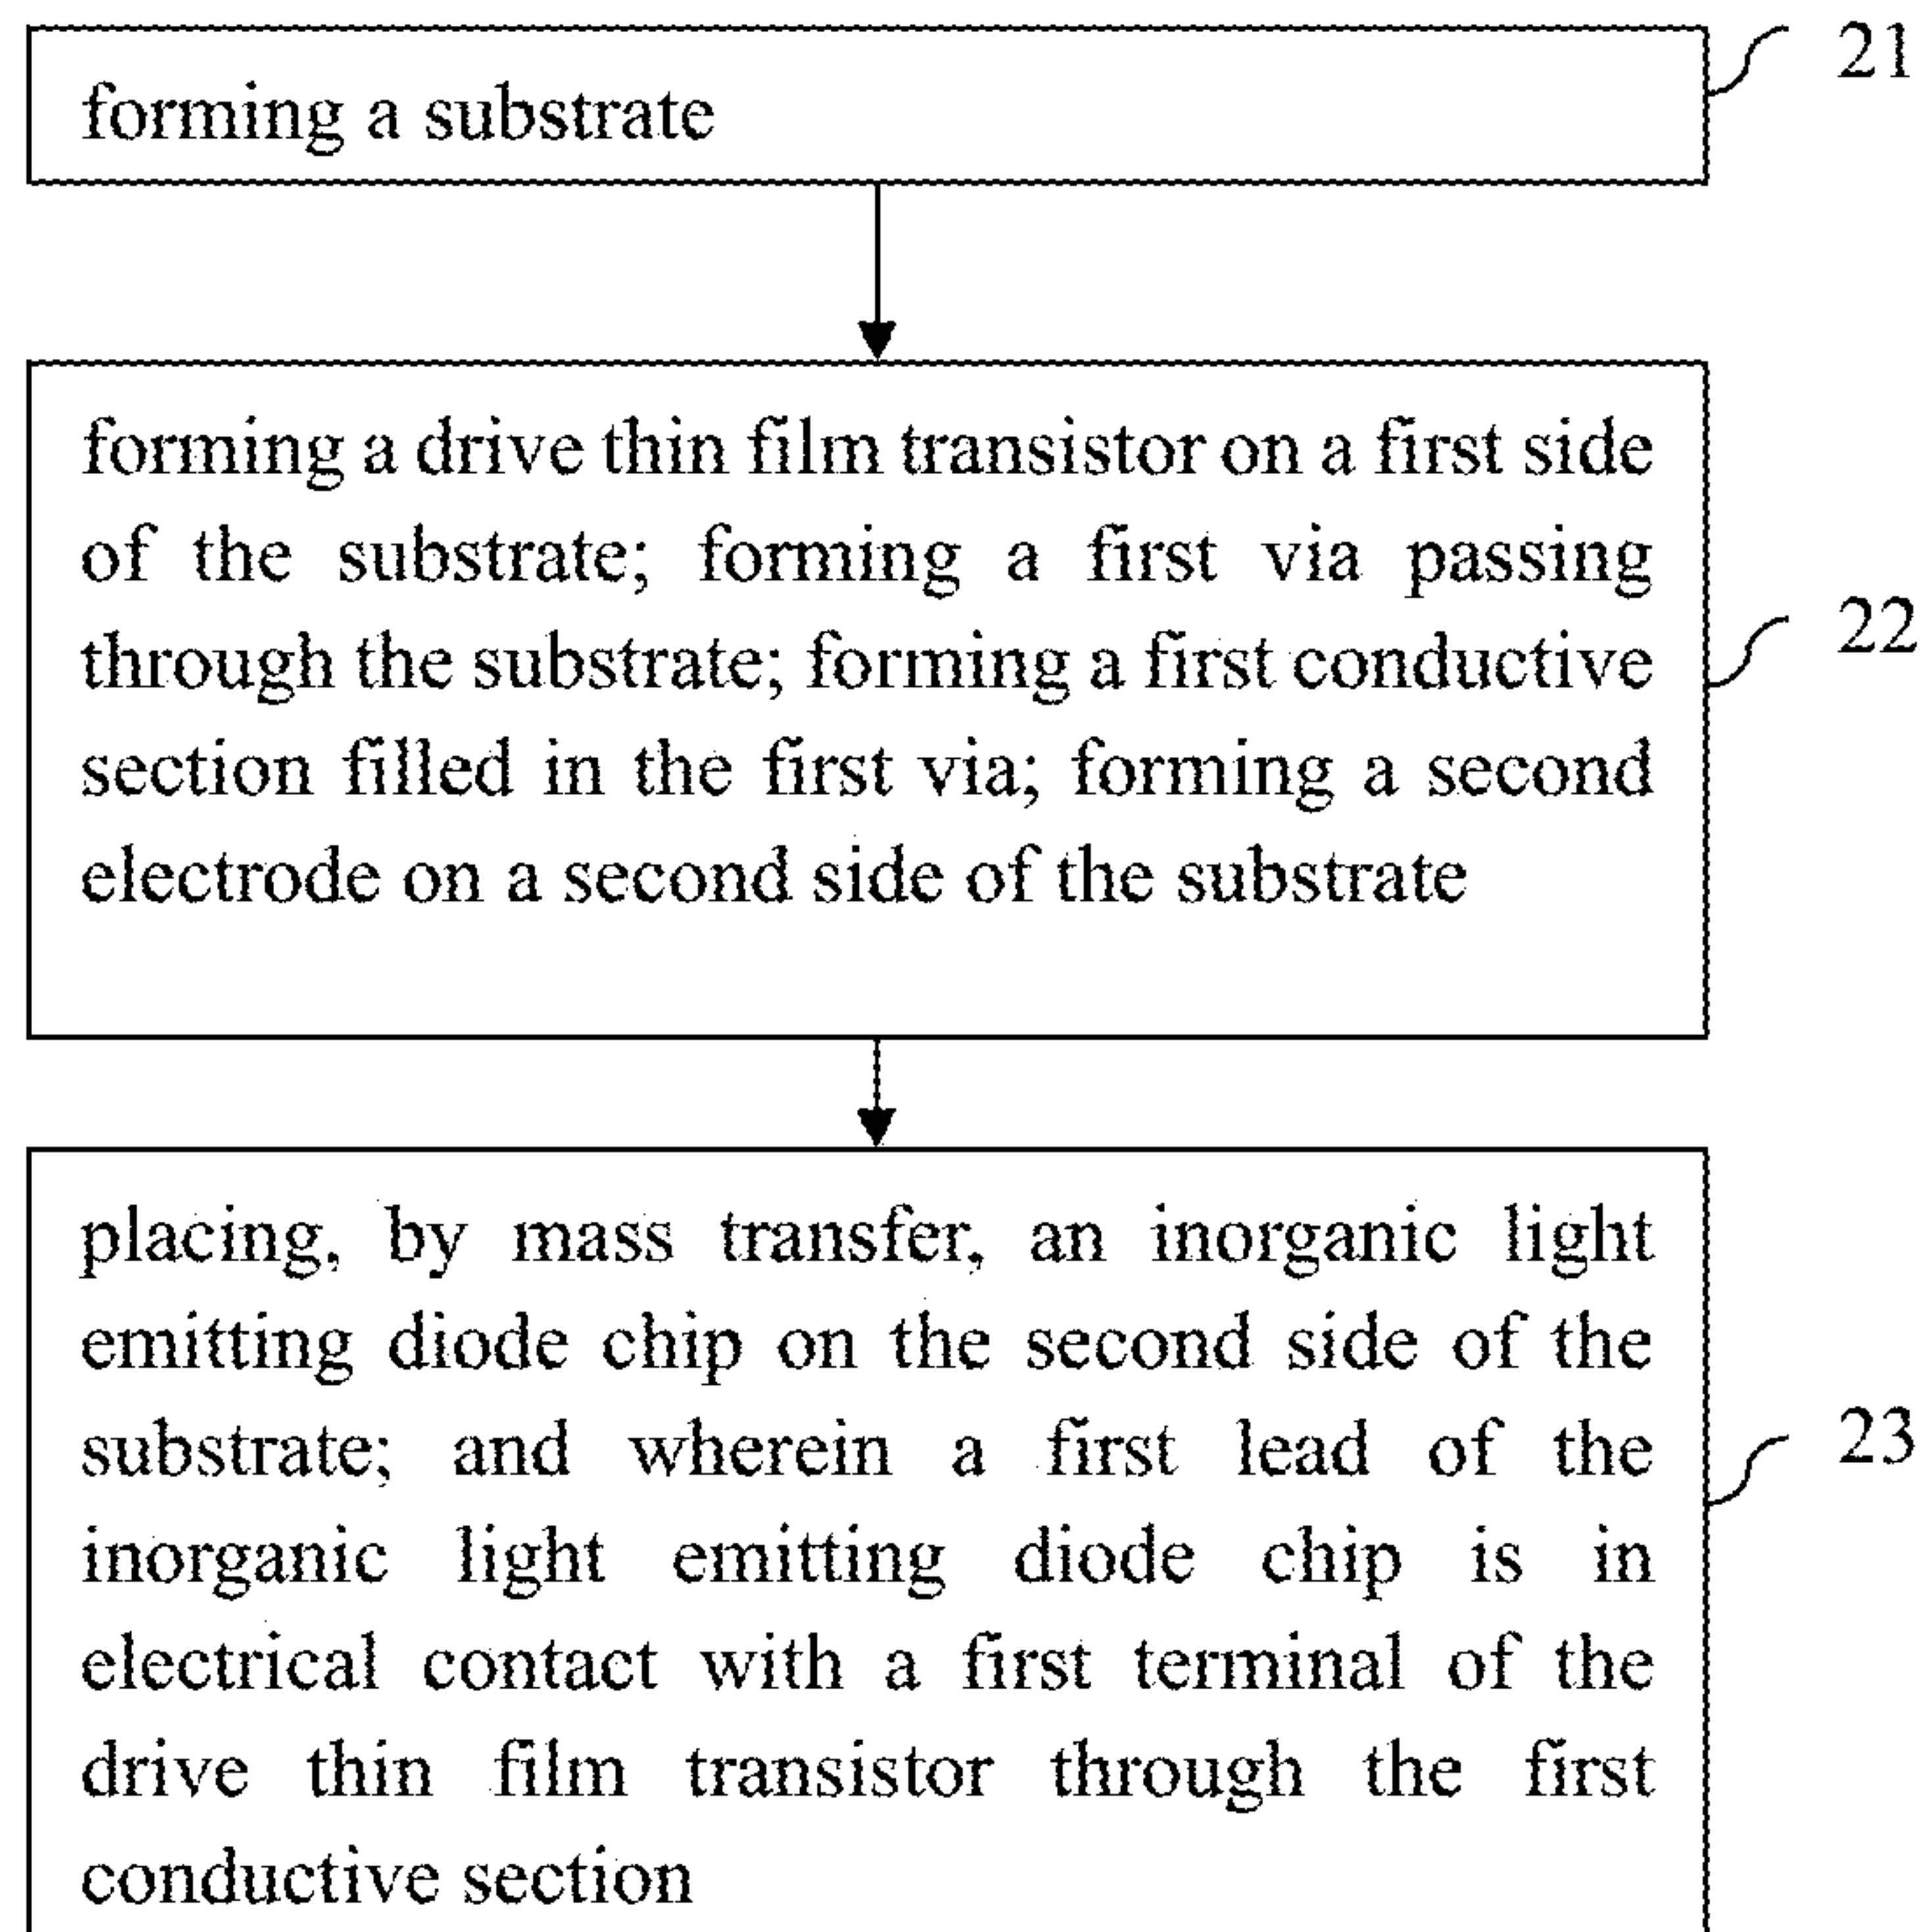 21
forming a substrate
forming a drive thin film transistor on a first side
of the substrate; forming a first via passing
through the substrate; forming a first conductive
section filled in the first via; forming a second
electrode on a second side of the substrate
22
placing, by mass transfer, an inorganic light
emitting diode chip on the second side of the
substrate; and wherein a first lead of the
inorganic light emitting diode chip is in
electrical contact with a first terminal of the
drive thin film transistor through the first
conductive section
23